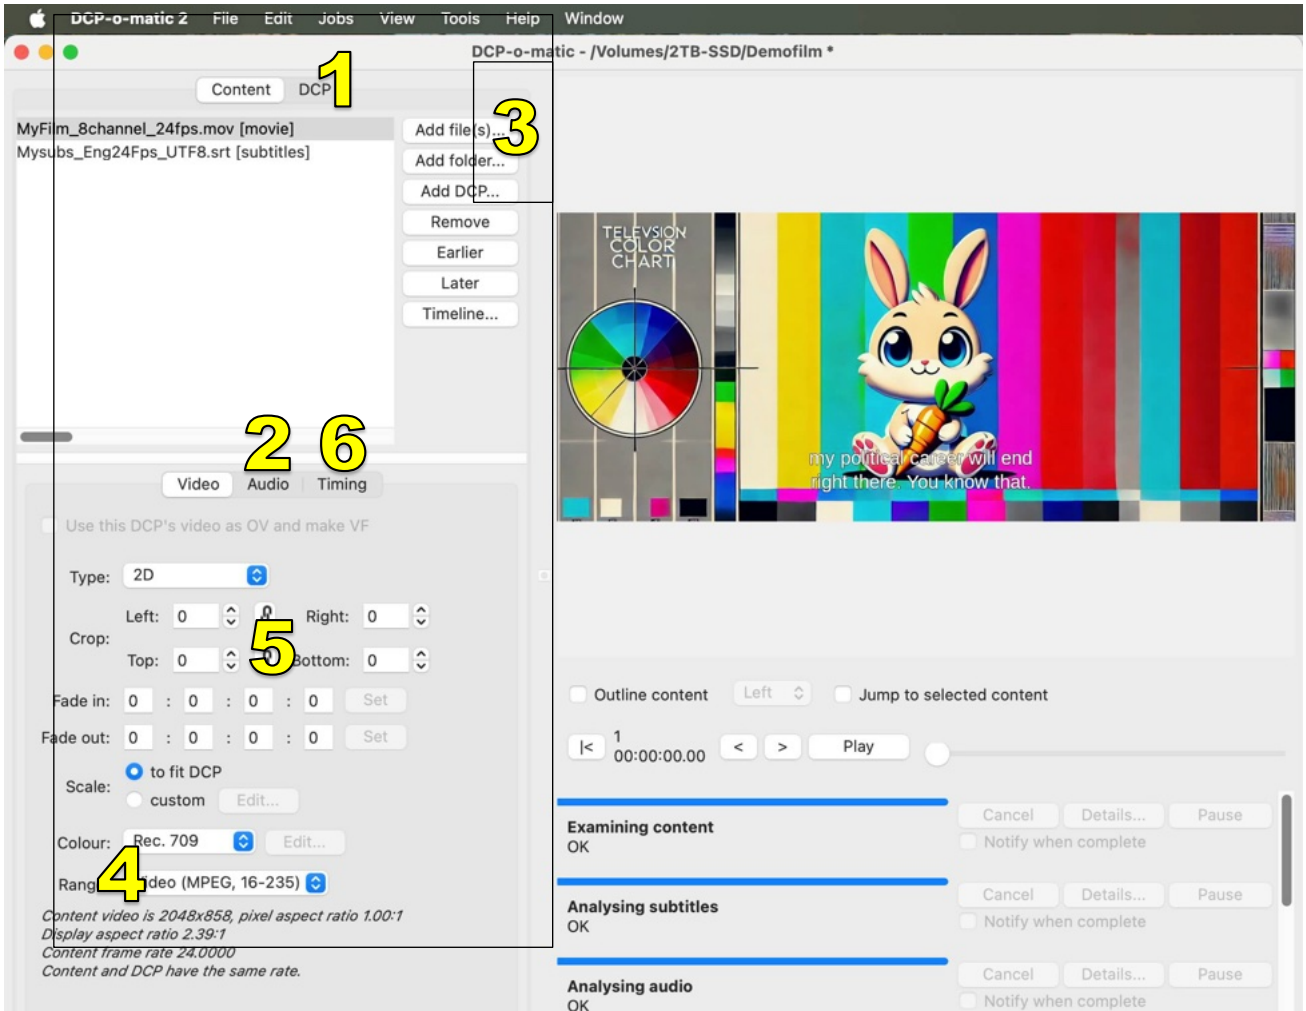 DCP-o-matic 2 File Edit Jobs View Tools Help Window
DCP-o-matic - /Volumes/2TB-SSD/Demofilm *
1
Content DCP
3
MyFilm_8channel_24fps.mov [movie]
Mysubs_Eng24Fps_UTF8.srt [subtitles]
Add file(s)...
Add folder...
Add DCP...
Remove
Earlier
Later
Timeline...
TELEVSION
COLOR
CHART
my political career will end
right there. You know that.
2 6
Video Audio Timing
Use this DCP's video as OV and make VF
Type: 2D
Crop:
Left: 0 Right: 0
5
Top: 0 Bottom: 0
Fade in: 0 : 0 : 0 : 0 Set
Fade out: 0 : 0 : 0 : 0 Set
Scale:
to fit DCP
custom Edit...
Colour: Rec. 709 Edit...
4
Video (MPEG, 16-235)
Content video is 2048x858, pixel aspect ratio 1.00:1
Display aspect ratio 2.39:1
Content frame rate 24.0000
Content and DCP have the same rate.
Outline content Left Jump to selected content
|< 1
00:00:00.00 < > Play
Examining content
OK
Cancel Details... Pause
Notify when complete
Analysing subtitles
OK
Cancel Details... Pause
Notify when complete
Analysing audio
OK
Cancel Details... Pause
Notify when complete